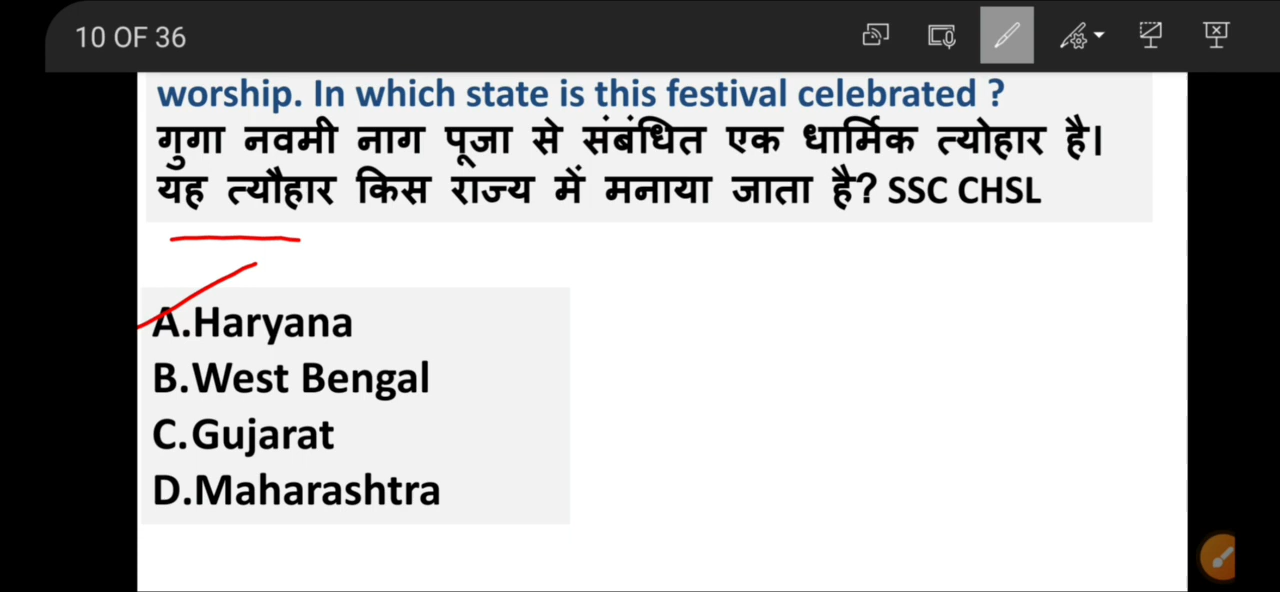 10 OF 36
worship. In which state is this festival celebrated ?
गुगा नवमी नाग पूजा से संबंधित एक धार्मिक त्योहार है।
यह त्यौहार किस राज्य में मनाया जाता है? SSC CHSL
A.Haryana
B.West Bengal
C.Gujarat
D.Maharashtra